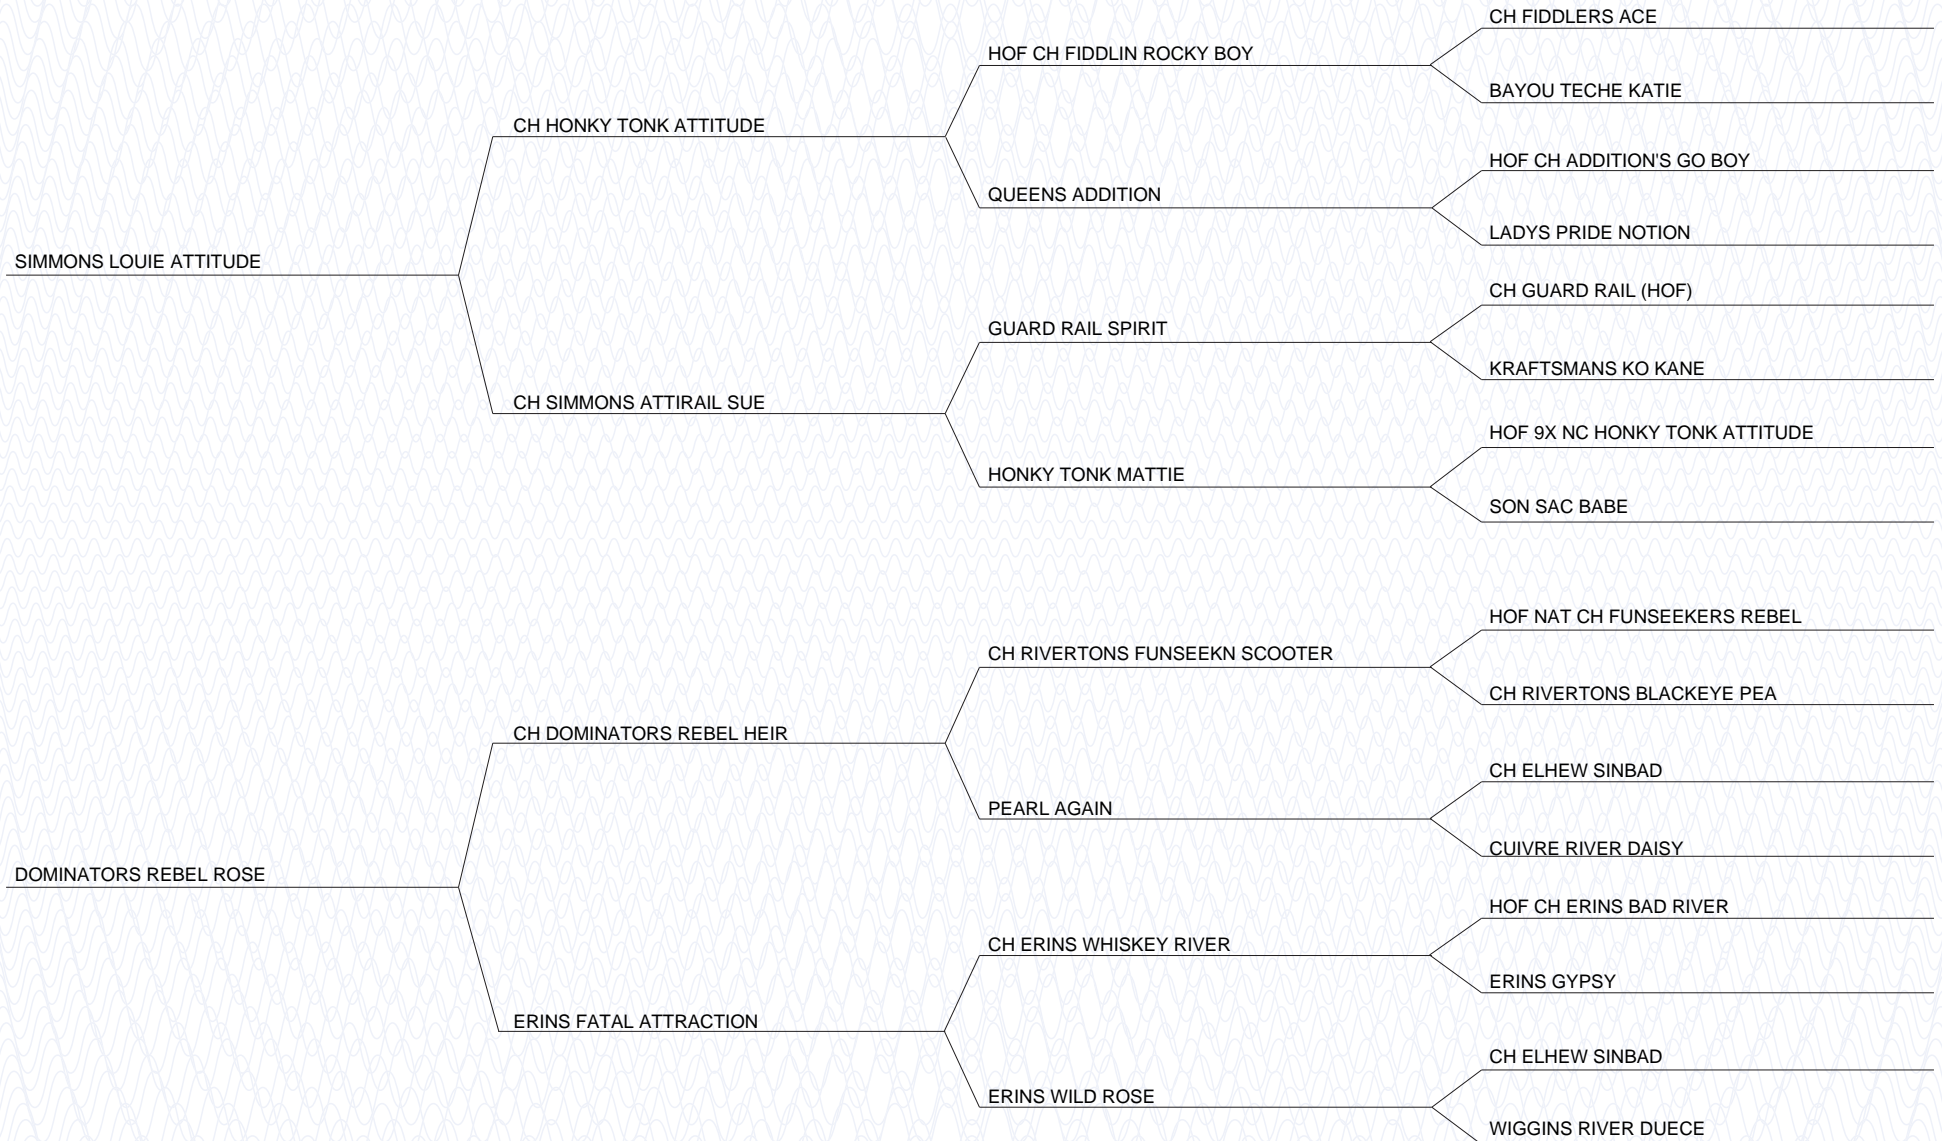 CH FIDDLERS ACE
HOF CH FIDDLIN ROCKY BOY
BAYOU TECHE KATIE
CH HONKY TONK ATTITUDE
HOF CH ADDITION'S GO BOY
QUEENS ADDITION
LADYS PRIDE NOTION
SIMMONS LOUIE ATTITUDE
CH GUARD RAIL (HOF)
GUARD RAIL SPIRIT
KRAFTSMANS KO KANE
CH SIMMONS ATTIRAIL SUE
HOF 9X NC HONKY TONK ATTITUDE
HONKY TONK MATTIE
SON SAC BABE
HOF NAT CH FUNSEEKERS REBEL
CH RIVERTONS FUNSEEKN SCOOTER
CH RIVERTONS BLACKEYE PEA
CH DOMINATORS REBEL HEIR
CH ELHEW SINBAD
PEARL AGAIN
CUIVRE RIVER DAISY
DOMINATORS REBEL ROSE
HOF CH ERINS BAD RIVER
CH ERINS WHISKEY RIVER
ERINS GYPSY
ERINS FATAL ATTRACTION
CH ELHEW SINBAD
ERINS WILD ROSE
WIGGINS RIVER DUECE